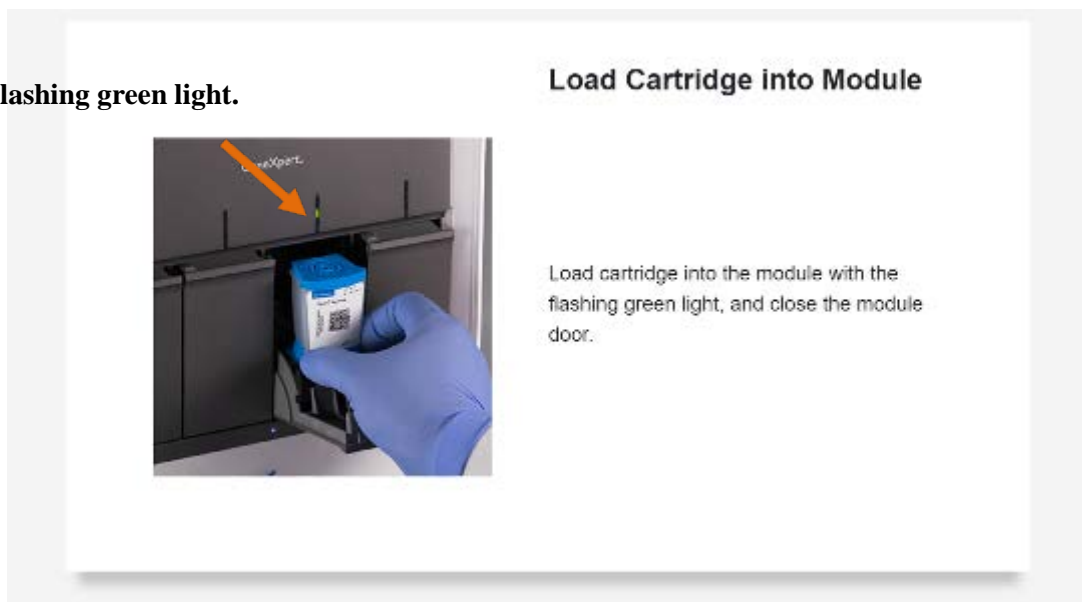 Load Cartridge into Module
lashing green light.
GeneXpert
Load cartridge into the module with the
flashing green light, and close the module
door.